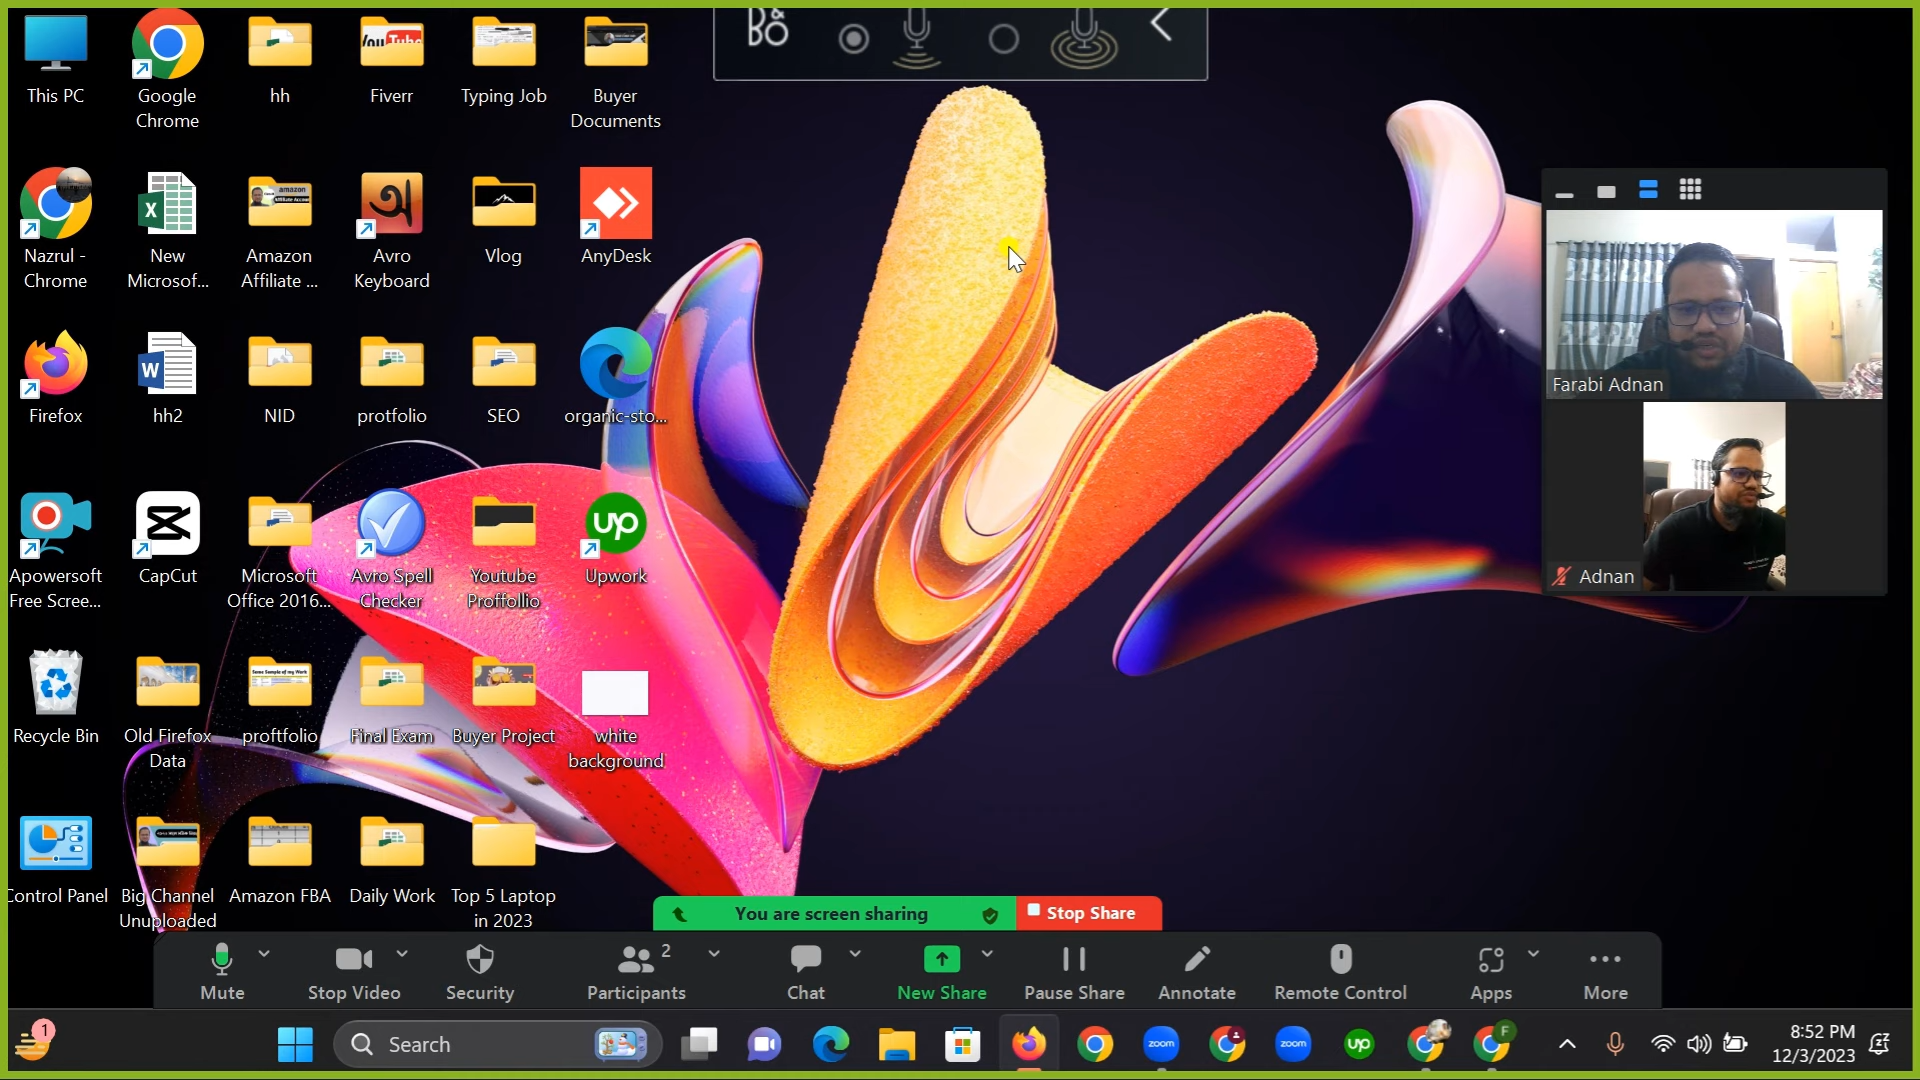 B&O
This PC
Google
Chrome
hh
Fiverr
Typing Job
Buyer
Documents
Nazrul -
Chrome
New
Microsof...
Amazon
Affiliate ...
Avro
Keyboard
Vlog
AnyDesk
Firefox
hh2
NID
protfolio
SEO
organic-sto...
Apowersoft
Free Scree...
CapCut
Microsoft
Office 2016...
Avro Spell
Checker
Youtube
Proffollio
Upwork
Recycle Bin
Old Firefox
Data
proftfolio
Final Exam
Buyer Project
white
background
Control Panel
Big Channel
Unuploaded
Amazon FBA
Daily Work
Top 5 Laptop
in 2023
Farabi Adnan
Adnan
You are screen sharing
Stop Share
Mute
Stop Video
Security
2
Participants
Chat
New Share
Pause Share
Annotate
Remote Control
Apps
More
1
Search
zoom
zoom
up
F
8:52 PM
12/3/2023